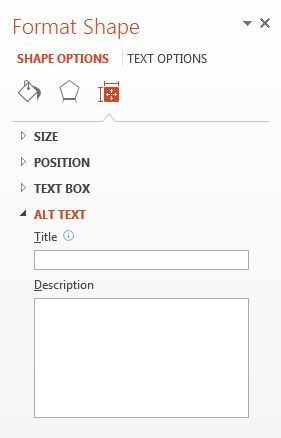 Format Shape
SHAPE OPTIONS TEXT OPTIONS
SIZE
POSITION
TEXT BOX
ALT TEXT
Title
Description